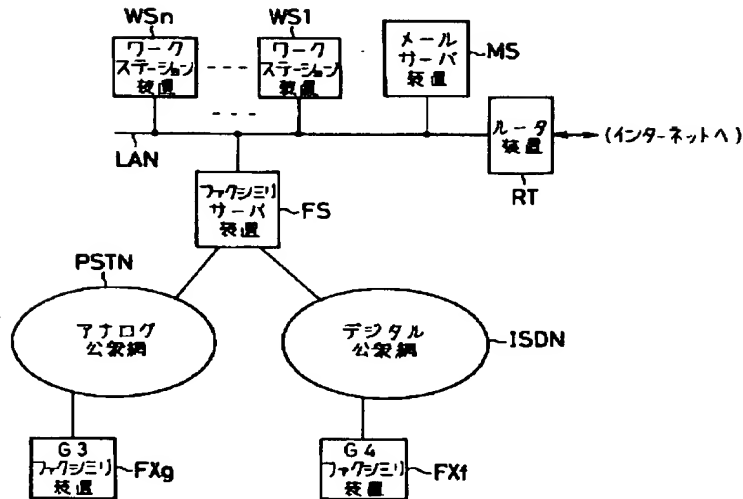 WSn
WS1
ワーク
ステーション
装置
ワーク
ステーション
装置
メール
サーバ
装置
MS
LAN
ルータ
装置
(インターネットへ)
RT
ファクシミリ
サーバ
装置
FS
PSTN
アナログ
公衆網
デジタル
公衆網
ISDN
G3
ファクシミリ
装置
FXg
G4
ファクシミリ
装置
FXf